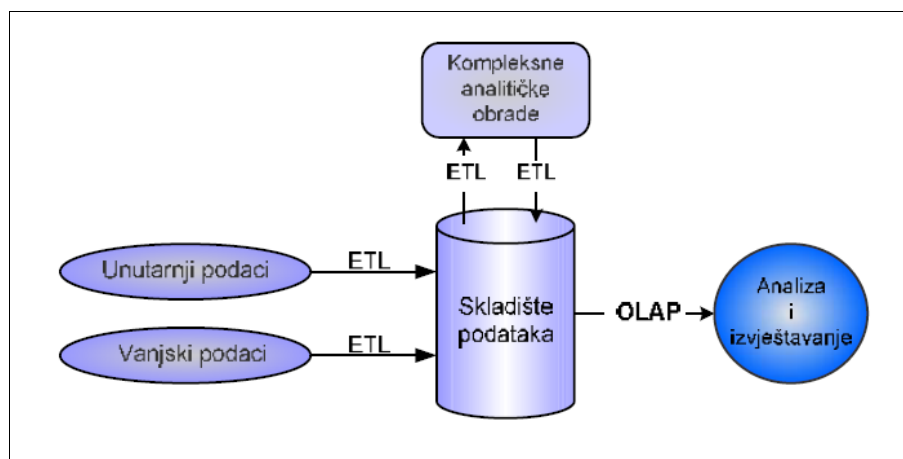 Kompleksne
analitičke
obrade
ETL
ETL
Unutarnji podaci
ETL
Vanjski podaci
ETL
Skladište
podataka
OLAP
Analiza
i
izvještavanje